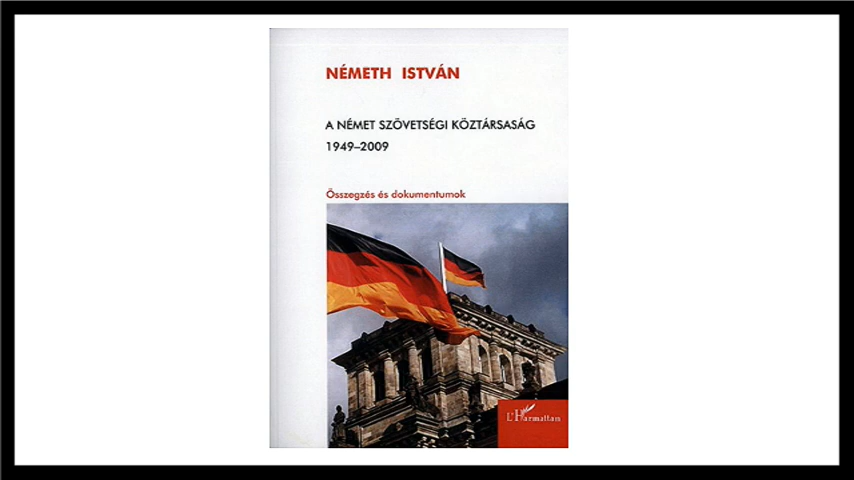 NÉMETH ISTVÁN
A NÉMET SZÖVETSÉGI KÖZTÁRSASÁG
1949–2009
Összegzés és dokumentumok
L'Harmattan